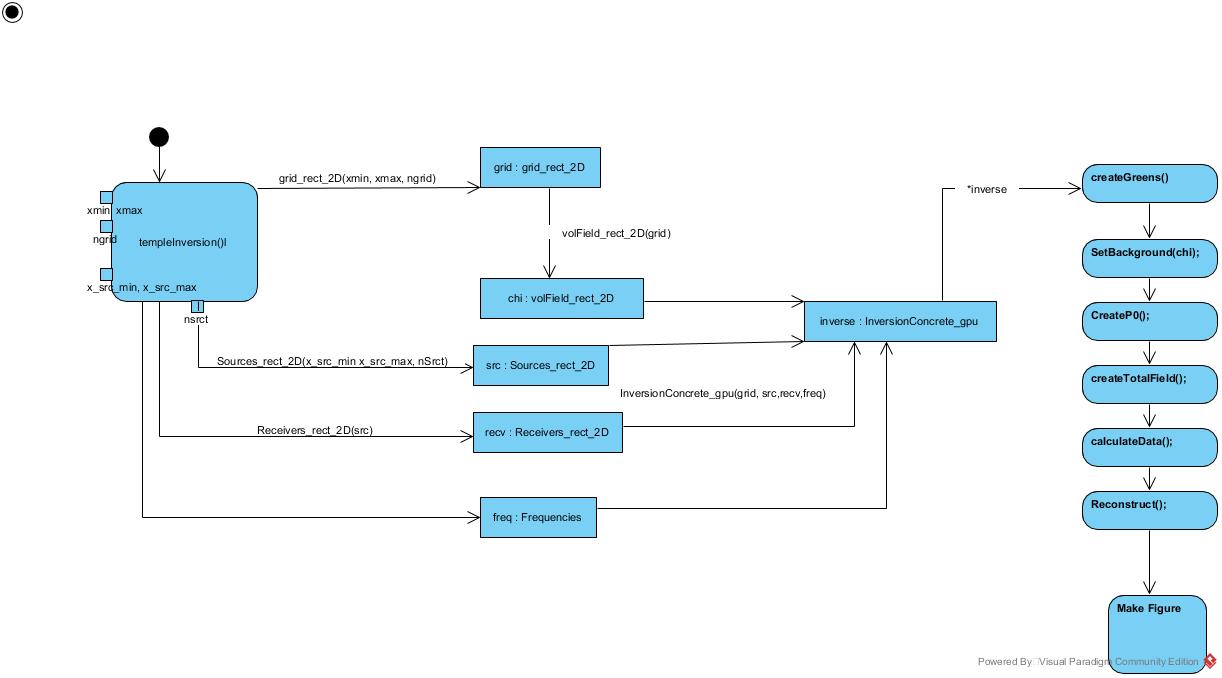 grid_rect_2D(xmin, xmax, ngrid)
grid : grid_rect_2D
createGreens()
*inverse
xmin, xmax
ngrid
templeInversion()l
volField_rect_2D(grid)
SetBackground(chi);
x_src_min, x_src_max
chi : volField_rect_2D
nsrct
inverse : InversionConcrete_gpu
CreateP0();
Sources_rect_2D(x_src_min x_src_max, nSrct)
src : Sources_rect_2D
createTotalField();
InversionConcrete_gpu(grid, src,recv,freq)
Receivers_rect_2D(src)
recv : Receivers_rect_2D
calculateData();
Reconstruct();
freq : Frequencies
Make Figure
Powered By Visual Paradigm Community Edition